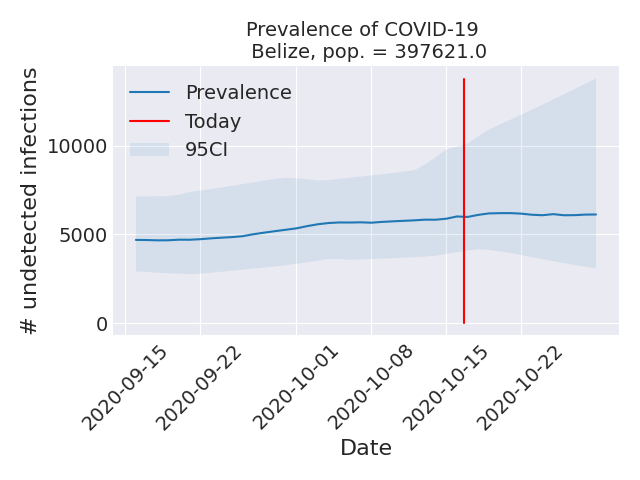 Prevalence of COVID-19
Belize, pop. = 397621.0
Prevalence
Today
95CI
# undetected infections
10000
5000
0
2020-09-15
2020-09-22
2020-10-01
2020-10-08
2020-10-15
2020-10-22
Date